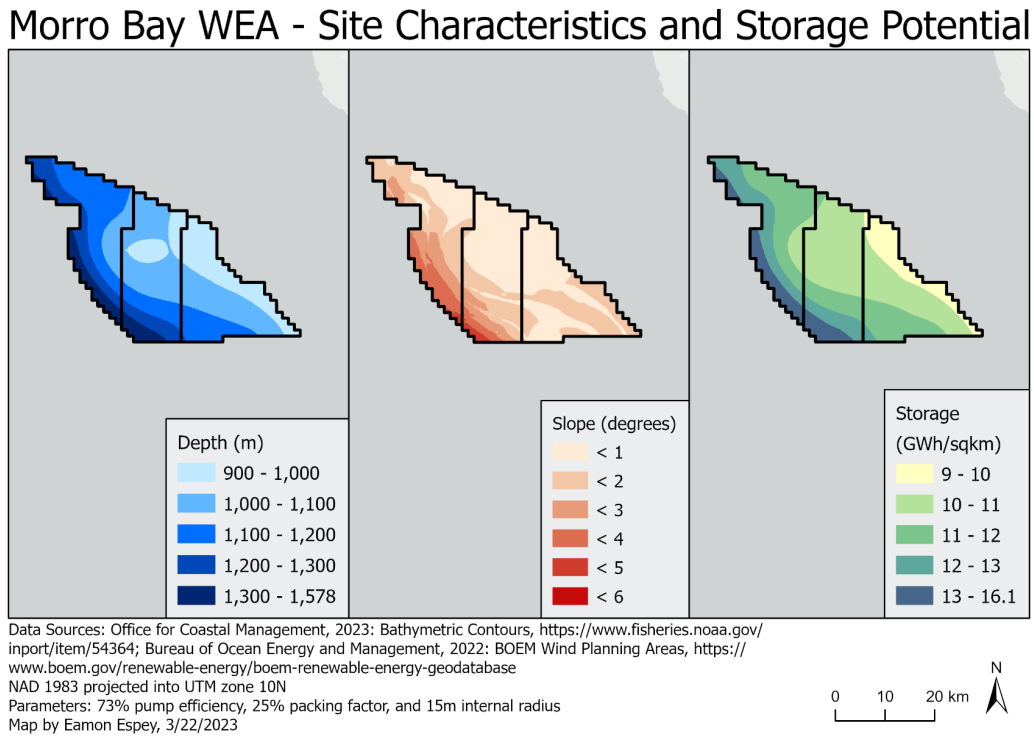 Morro Bay WEA - Site Characteristics and Storage Potential
Depth (m)
900 - 1,000
1,000 - 1,100
1,100 - 1,200
1,200 - 1,300
1,300 - 1,578
Slope (degrees)
< 1
< 2
< 3
< 4
< 5
< 6
Storage
(GWh/sqkm)
9 - 10
10 - 11
11 - 12
12 - 13
13 - 16.1
Data Sources: Office for Coastal Management, 2023: Bathymetric Contours, https://www.fisheries.noaa.gov/
inport/item/54364; Bureau of Ocean Energy and Management, 2022: BOEM Wind Planning Areas, https://
www.boem.gov/renewable-energy/boem-renewable-energy-geodatabase
NAD 1983 projected into UTM zone 10N
Parameters: 73% pump efficiency, 25% packing factor, and 15m internal radius
Map by Eamon Espey, 3/22/2023
0 10 20 km
N